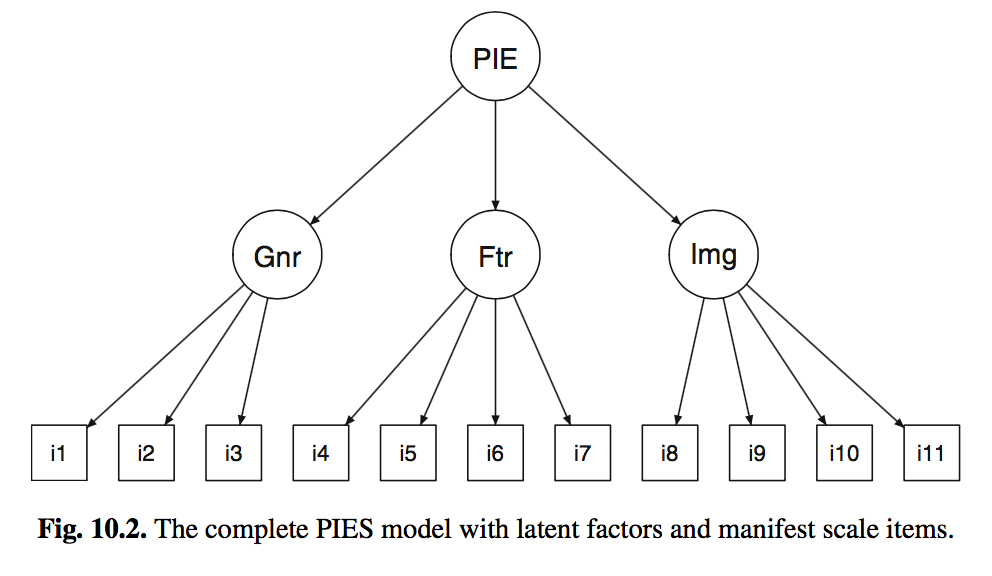 PIE
Gnr Ftr Img
i1 i2 i3 i4 i5 i6 i7 i8 i9 i10 i11
Fig. 10.2. The complete PIES model with latent factors and manifest scale items.